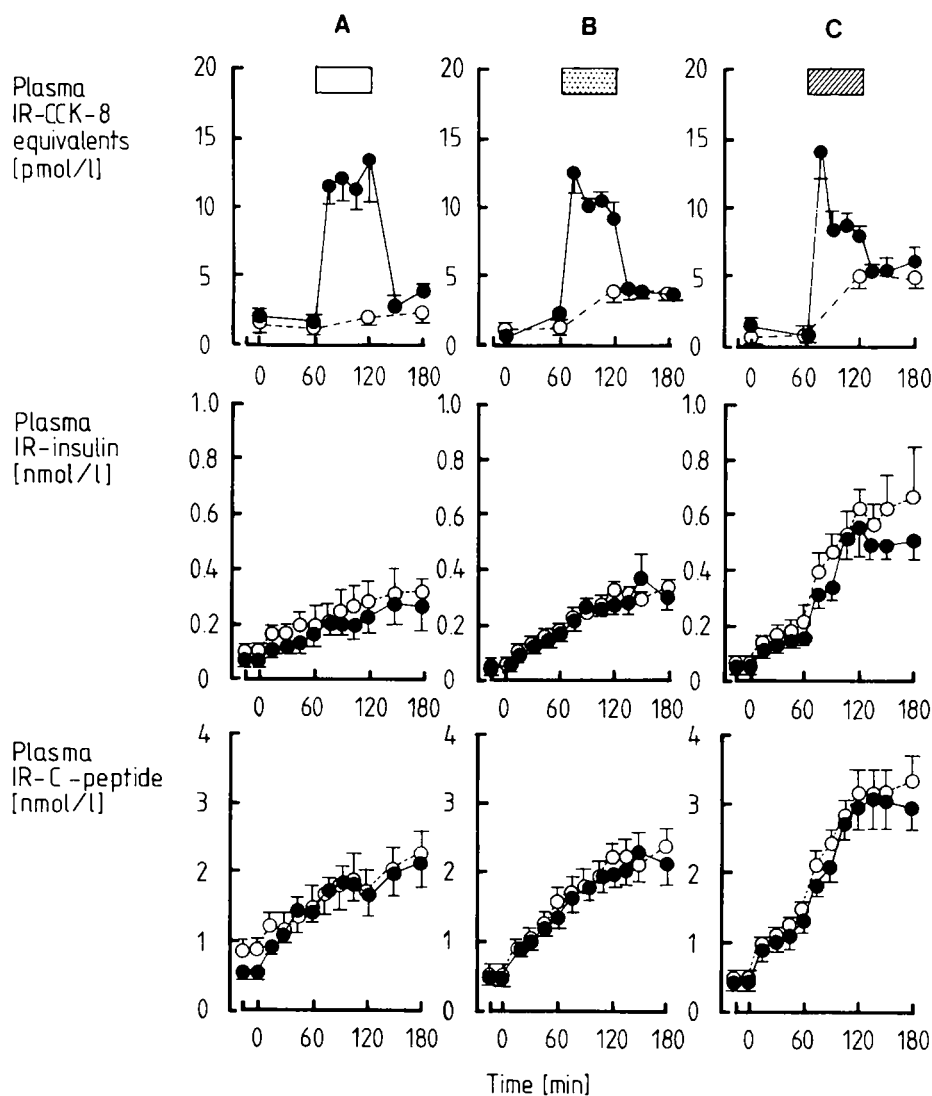 A B C
Plasma
IR-CCK-8
equivalents
[pmol/l]
20 20 20
15 15 15
10 10 10
5 5 5
0 0 0
0 60 120 180 0 60 120 180 0 60 120 180
Plasma
IR-insulin
[nmol/l]
1.0 1.0 1.0
0.8 0.8 0.8
0.6 0.6 0.6
0.4 0.4 0.4
0.2 0.2 0.2
0 0 0
0 60 120 180 0 60 120 180 0 60 120 180
Plasma
IR-C-peptide
[nmol/l]
4 4 4
3 3 3
2 2 2
1 1 1
0 0 0
0 60 120 180 0 60 120 180 0 60 120 180
Time [min]